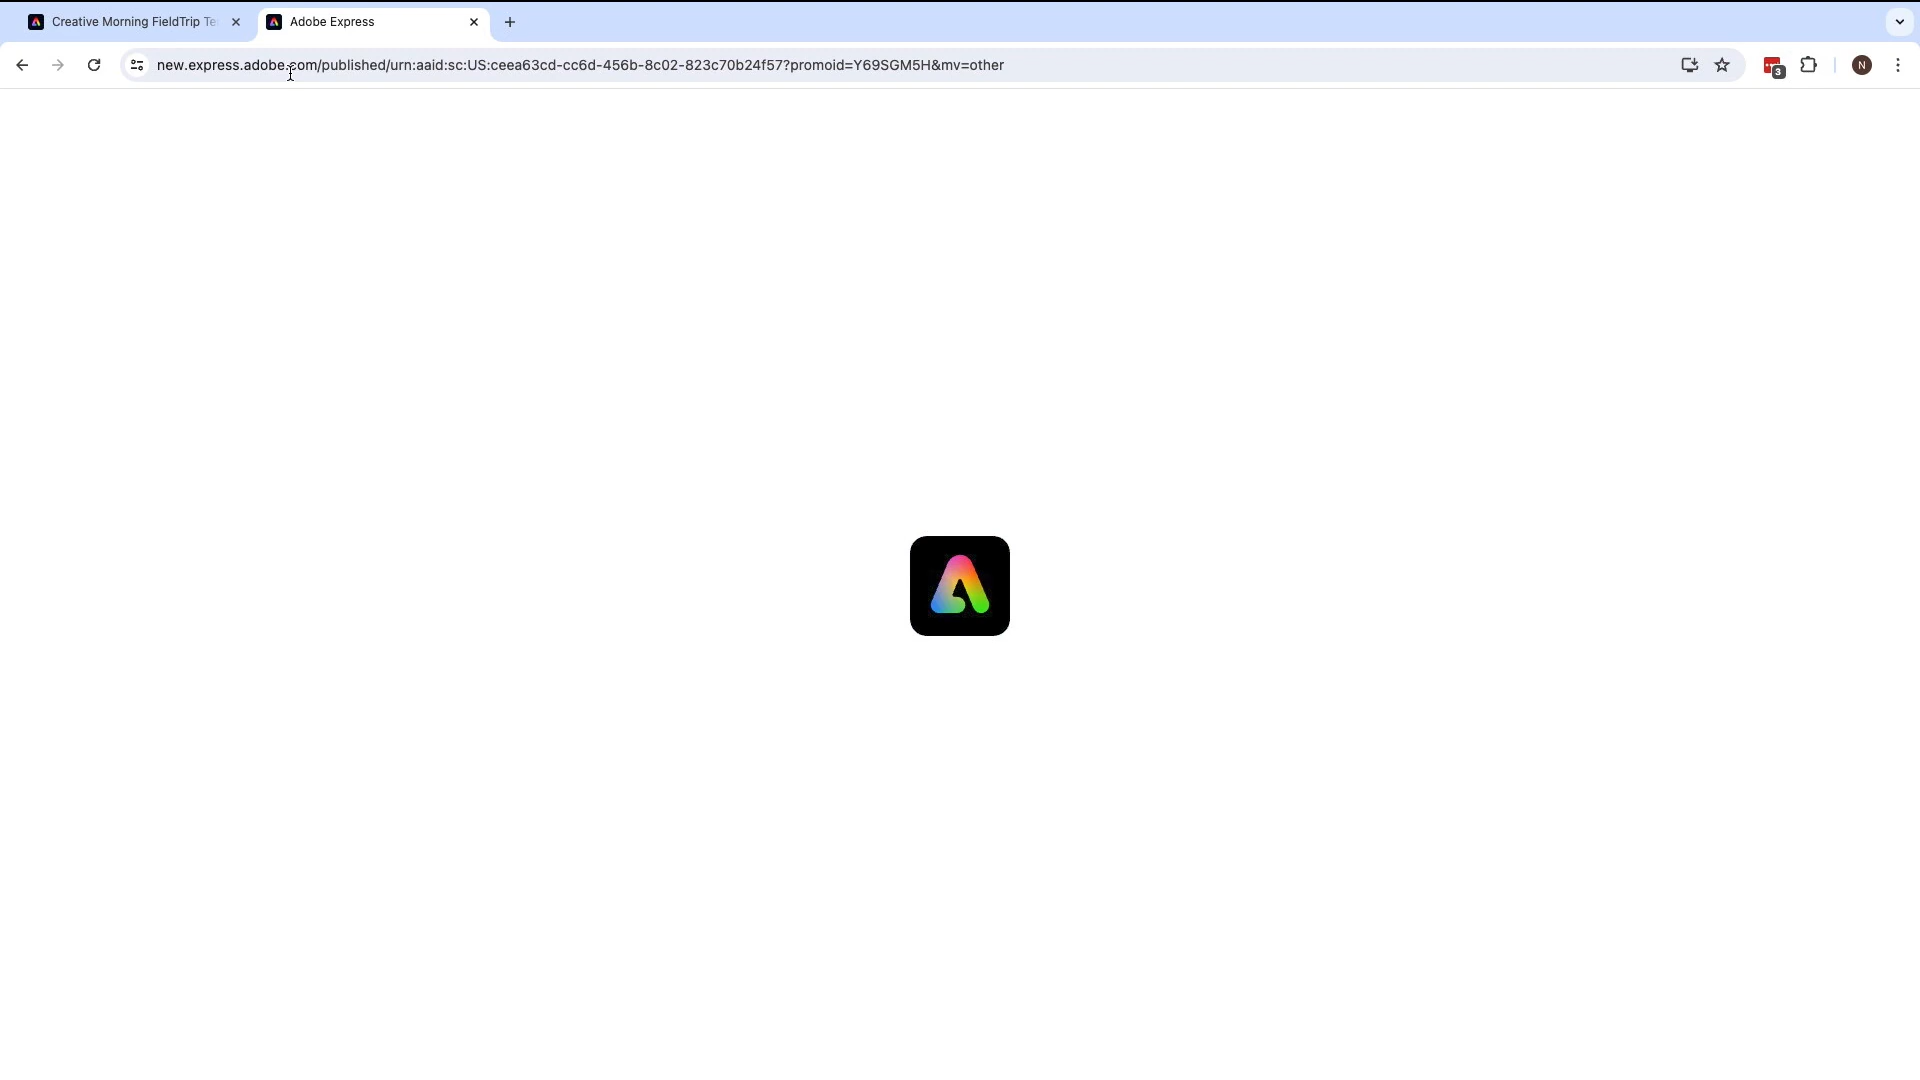 Creative Morning FieldTrip Te
Adobe Express
new.express.adobe.com/published/urn:aaid:sc:US:ceea63cd-cc6d-456b-8c02-823c70b24f57?promoid=Y69SGM5H&mv=other
3
N